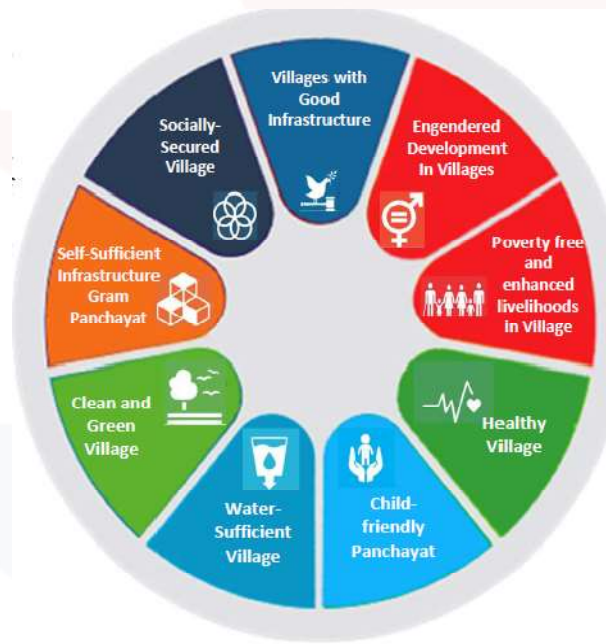 Villages with
Good
Infrastructure
Engendered
Development
In Villages
Poverty free
and
enhanced
livelihoods
in Village
Healthy
Village
Child-
friendly
Panchayat
Water-
Sufficient
Village
Clean and
Green
Village
Self-Sufficient
Infrastructure
Gram
Panchayat
Socially-
Secured
Village